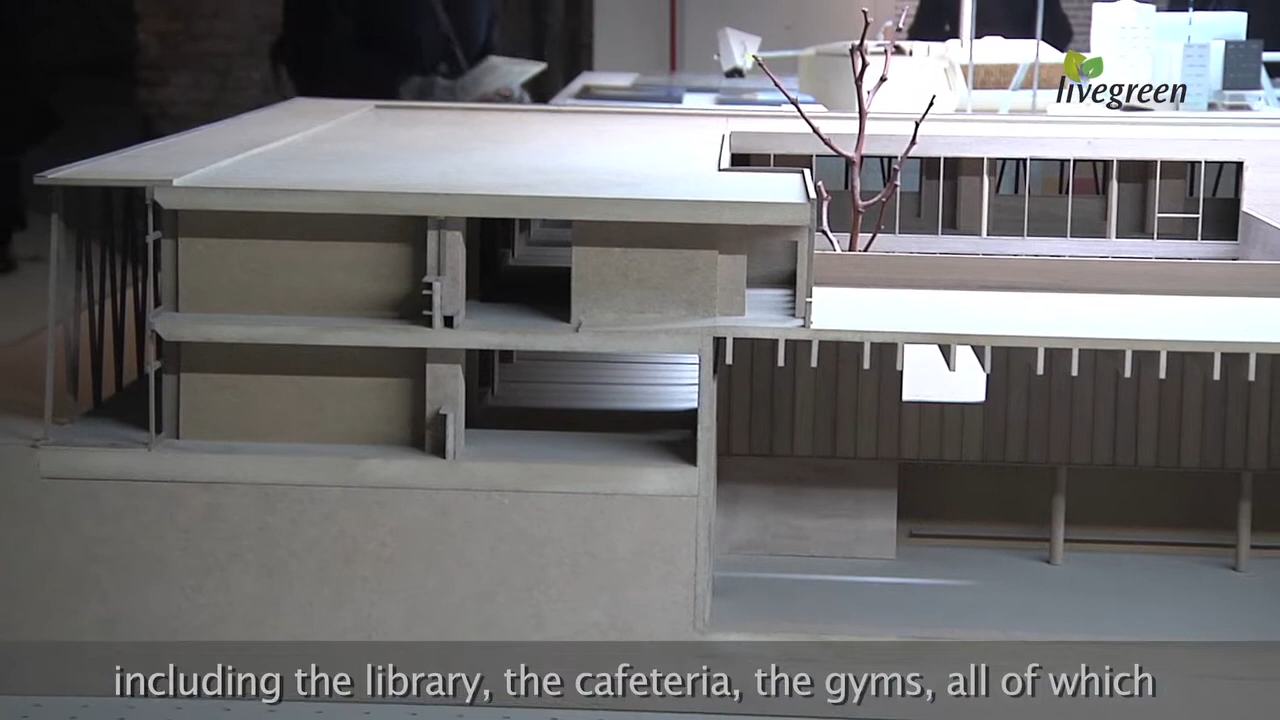 livegreen
including the library, the cafeteria, the gyms, all of which